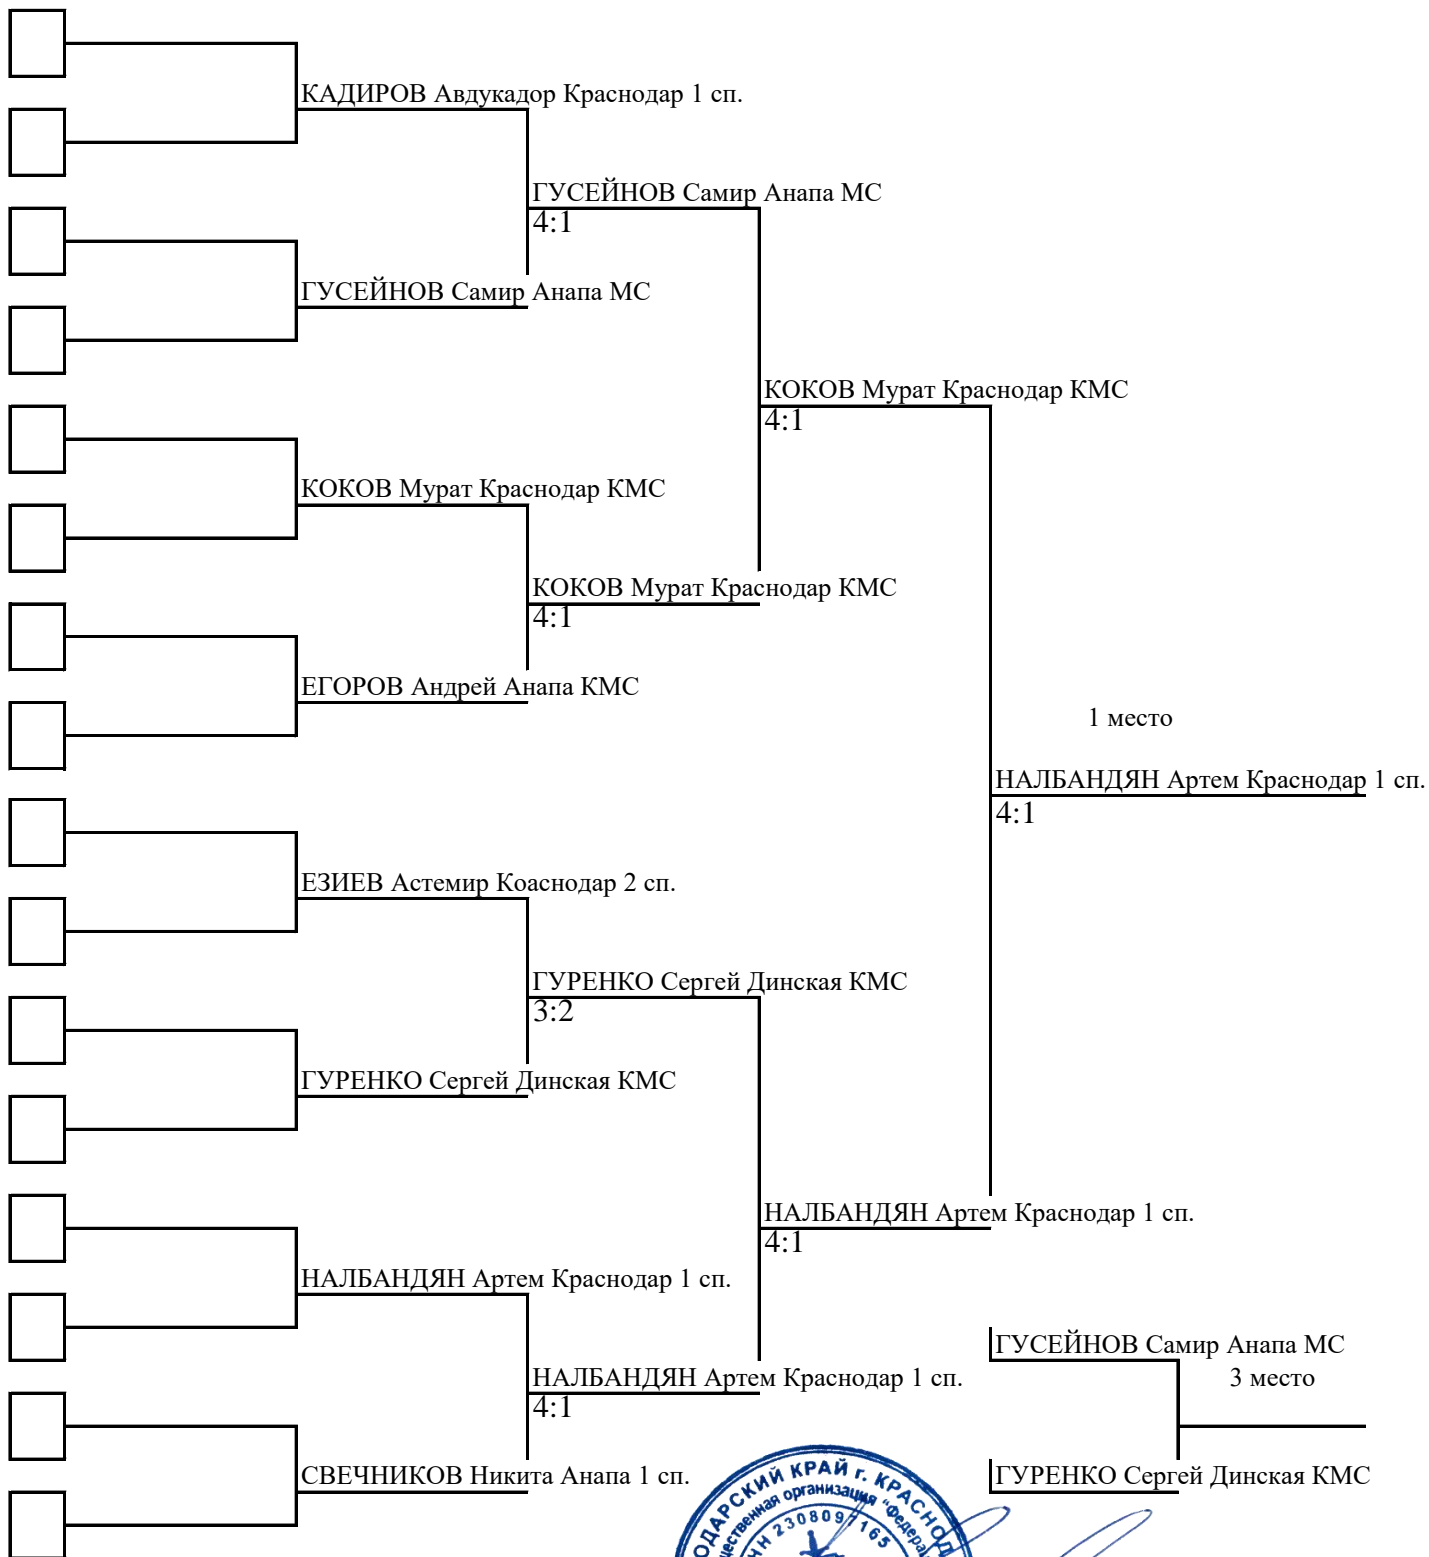 КАДИРОВ Авдукадор Краснодар 1 сп.
ГУСЕЙНОВ Самир Анапа МС
4:1
ГУСЕЙНОВ Самир Анапа МС
КОКОВ Мурат Краснодар КМС
4:1
КОКОВ Мурат Краснодар КМС
КОКОВ Мурат Краснодар КМС
4:1
ЕГОРОВ Андрей Анапа КМС
1 место
НАЛБАНДЯН Артем Краснодар 1 сп.
4:1
ЕЗИЕВ Астемир Коаснодар 2 сп.
ГУРЕНКО Сергей Динская КМС
3:2
ГУРЕНКО Сергей Динская КМС
НАЛБАНДЯН Артем Краснодар 1 сп.
4:1
НАЛБАНДЯН Артем Краснодар 1 сп.
ГУСЕЙНОВ Самир Анапа МС
3 место
НАЛБАНДЯН Артем Краснодар 1 сп.
4:1
СВЕЧНИКОВ Никита Анапа 1 сп.
ГУРЕНКО Сергей Динская КМС
КРАЙ г.
организация
2308097165